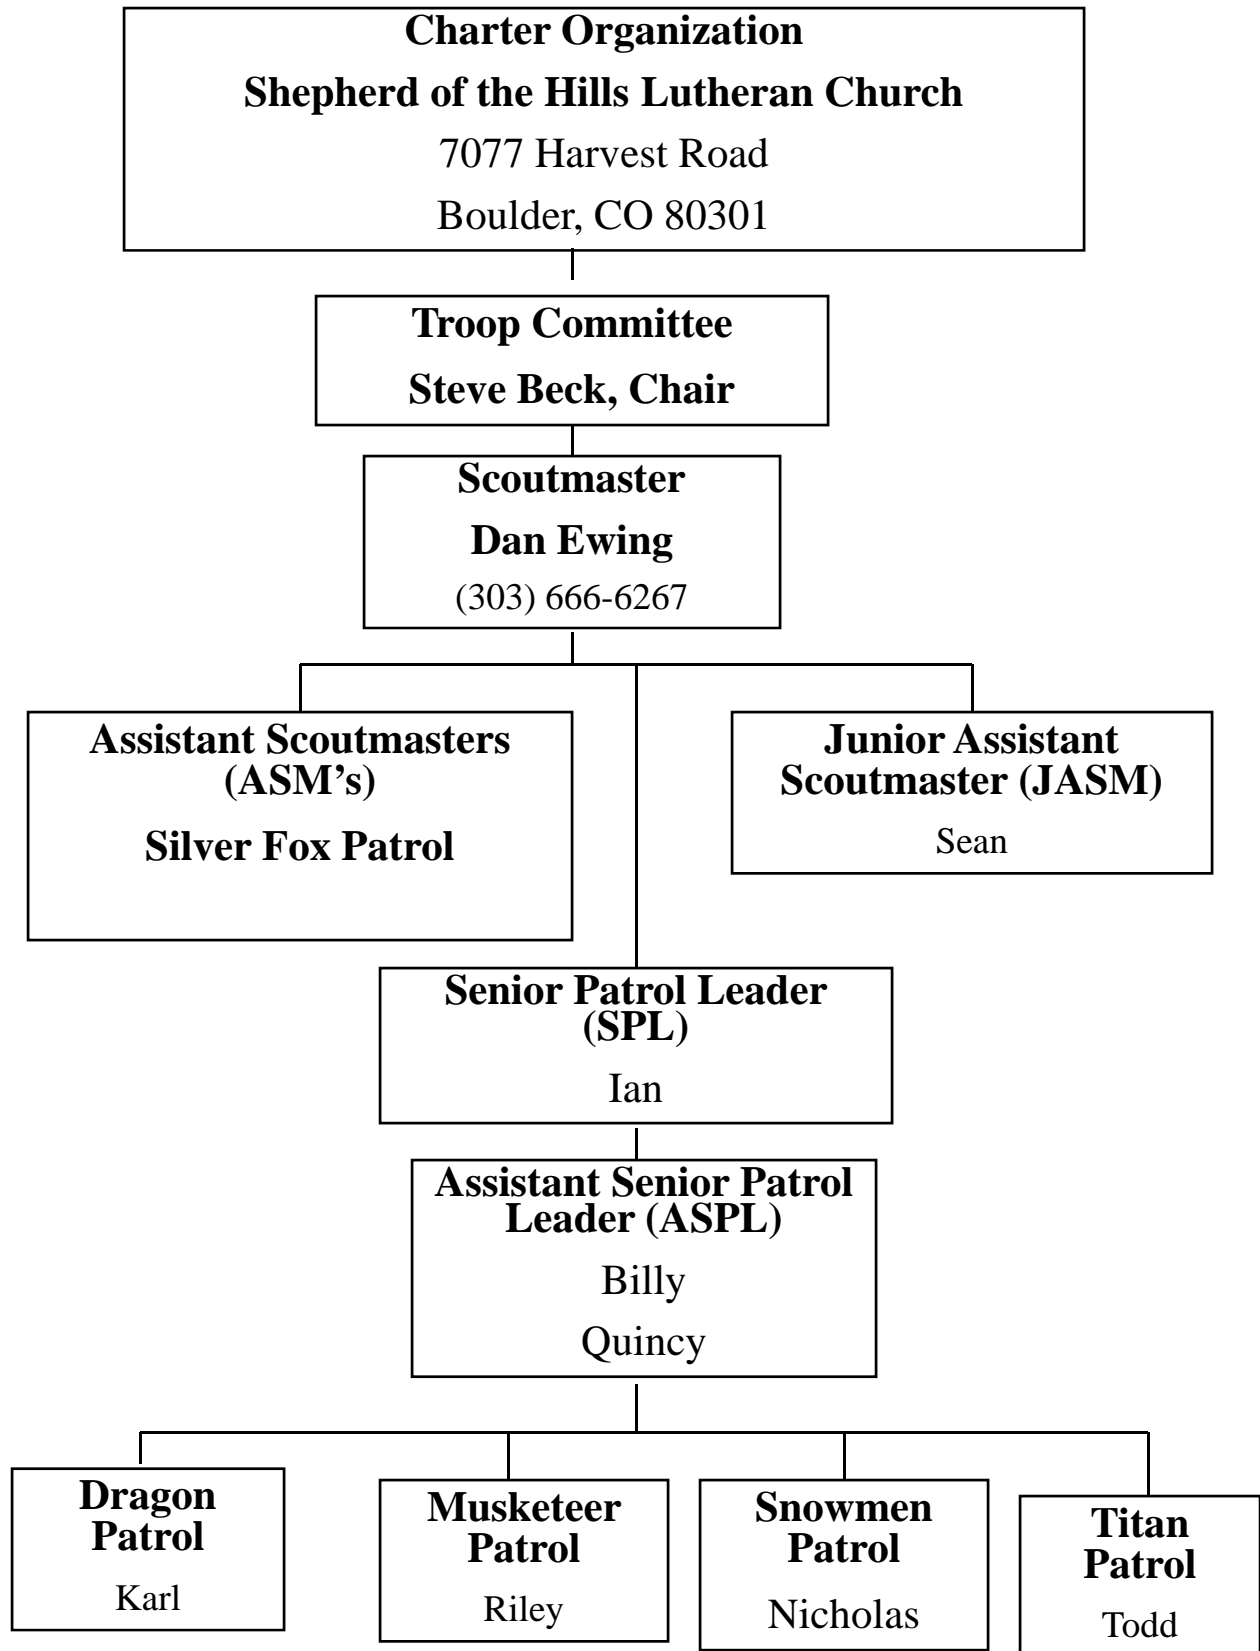 Charter Organization
Shepherd of the Hills Lutheran Church
7077 Harvest Road
Boulder, CO 80301
Troop Committee
Steve Beck, Chair
Scoutmaster
Dan Ewing
(303) 666-6267
Assistant Scoutmasters
(ASM’s)
Silver Fox Patrol
Junior Assistant
Scoutmaster (JASM)
Sean
Senior Patrol Leader
(SPL)
Ian
Assistant Senior Patrol
Leader (ASPL)
Billy
Quincy
Dragon
Patrol
Karl
Musketeer
Patrol
Riley
Snowmen
Patrol
Nicholas
Titan
Patrol
Todd